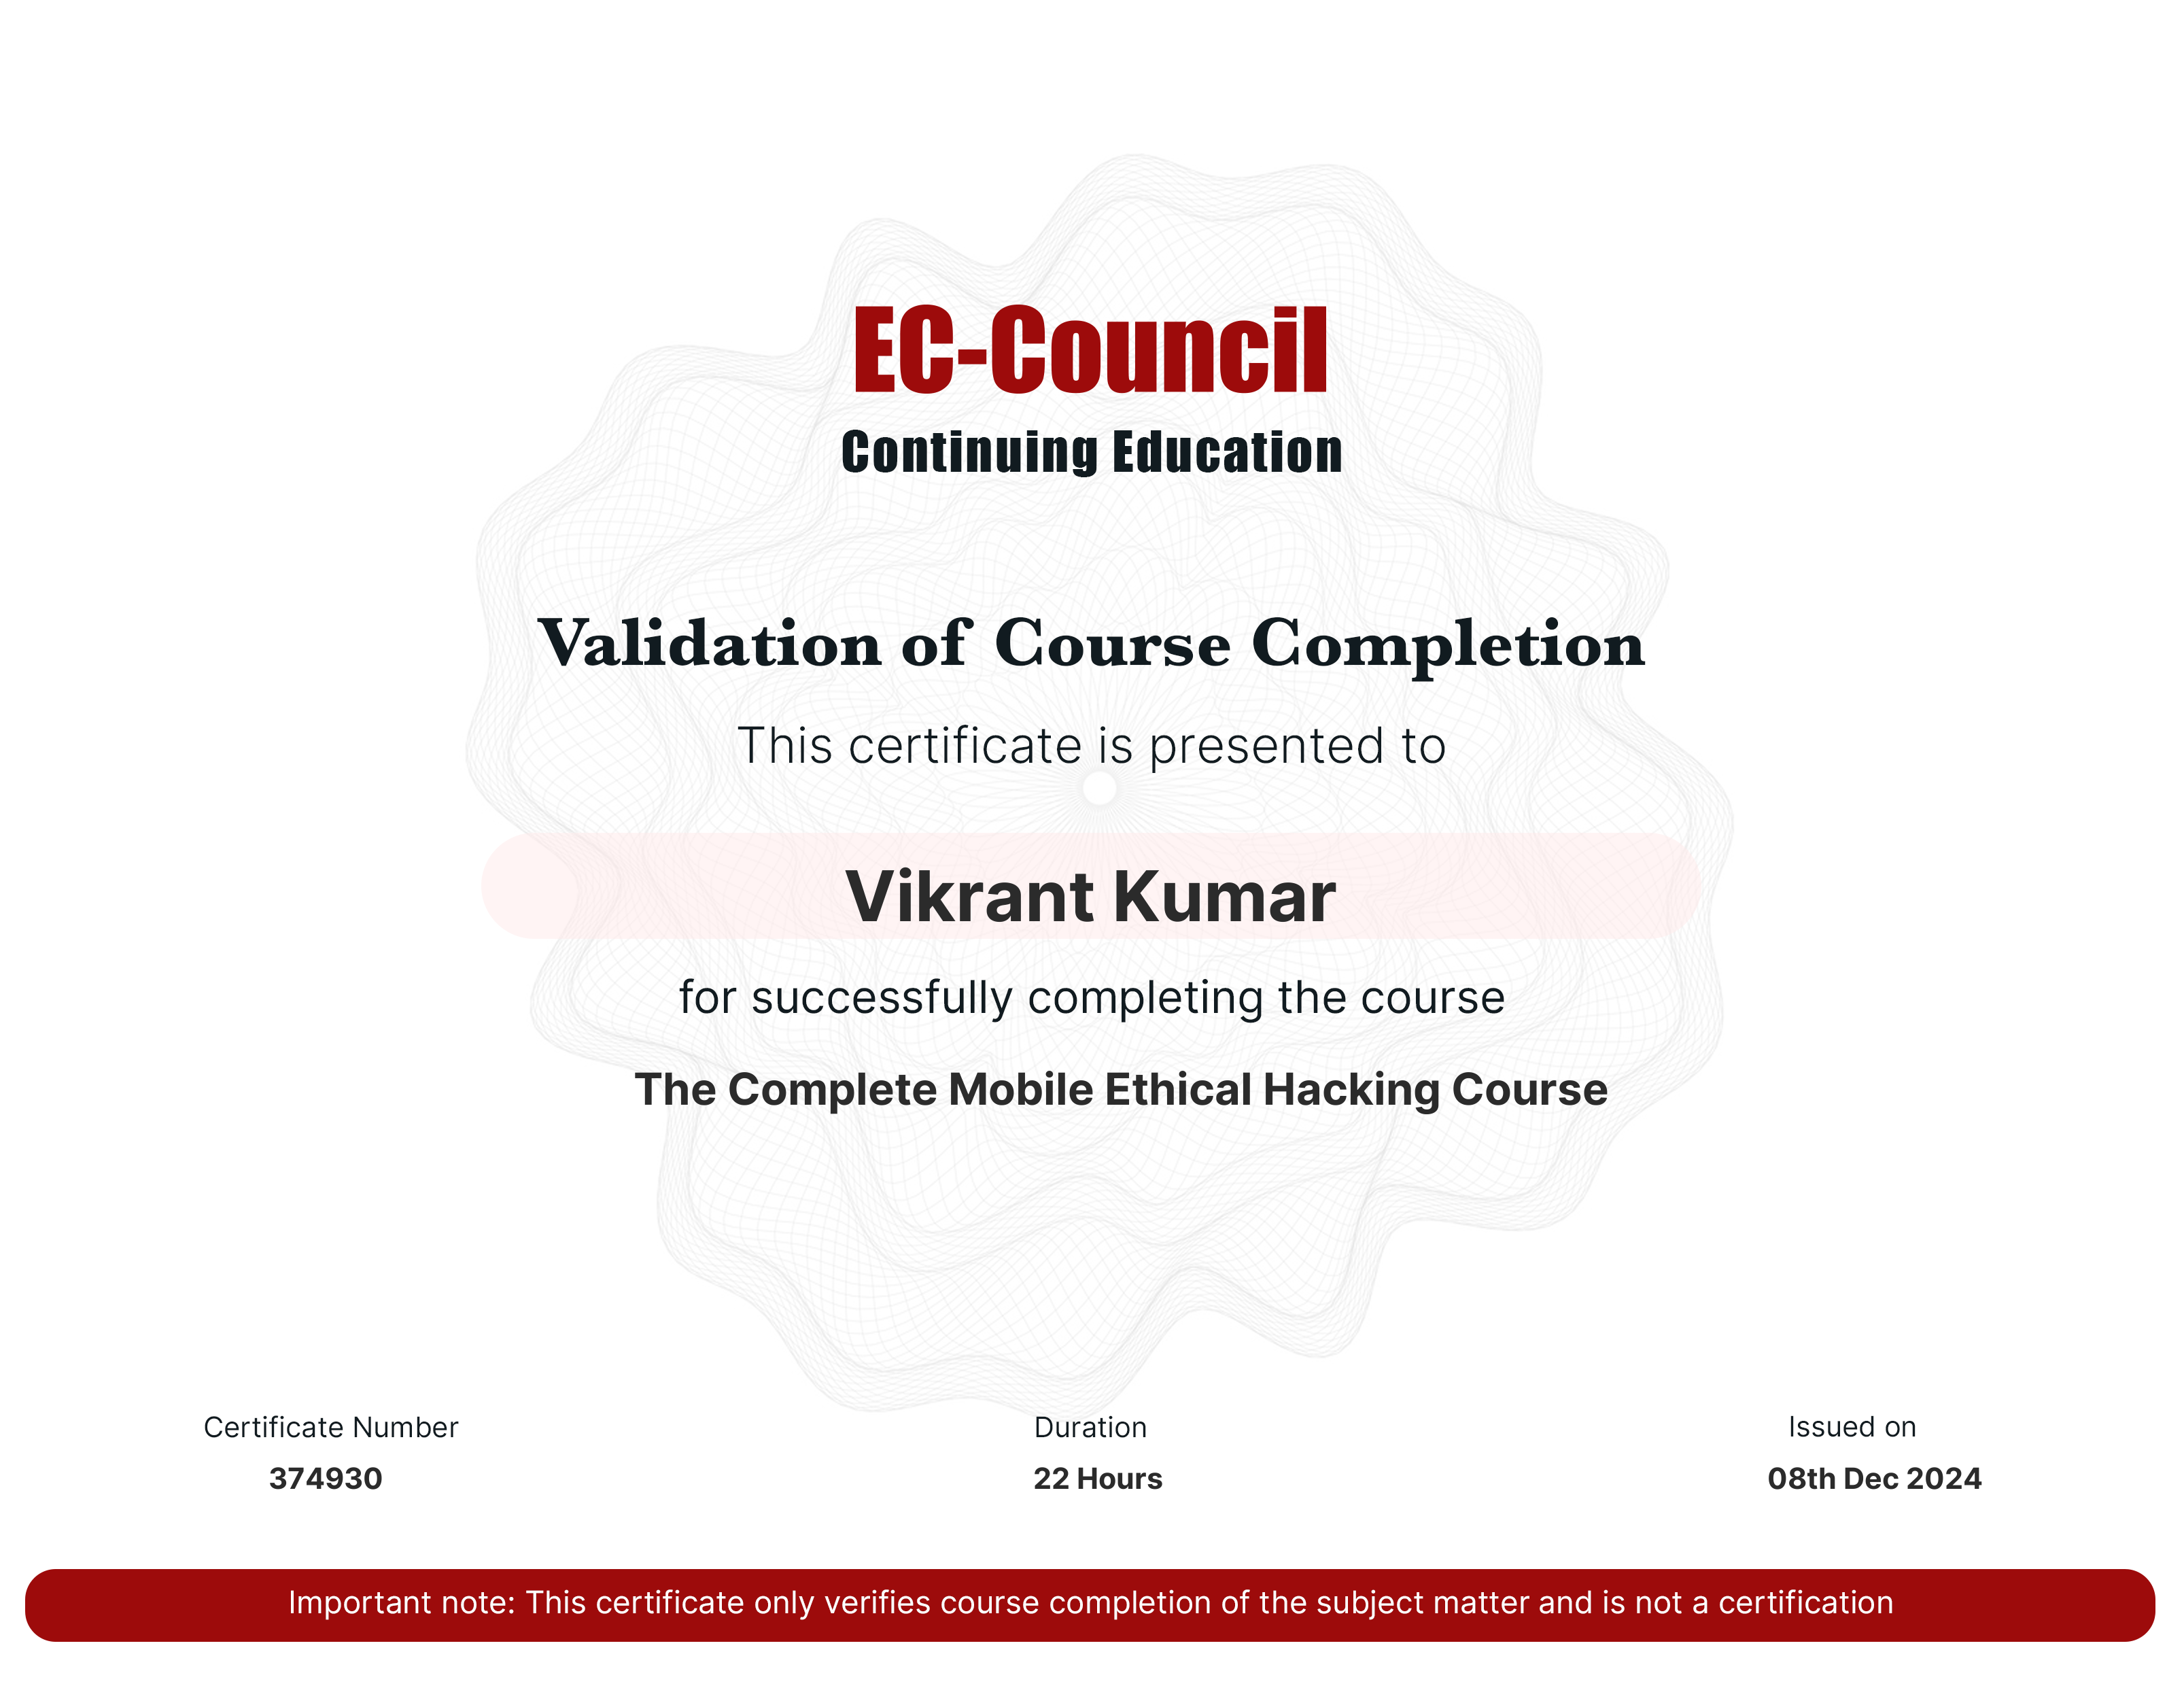 EC-Council
Continuing Education
Validation of Course Completion
This certificate is presented to
Vikrant Kumar
for successfully completing the course
The Complete Mobile Ethical Hacking Course
Certificate Number
374930
Duration
22 Hours
Issued on
08th Dec 2024
Important note: This certificate only verifies course completion of the subject matter and is not a certification